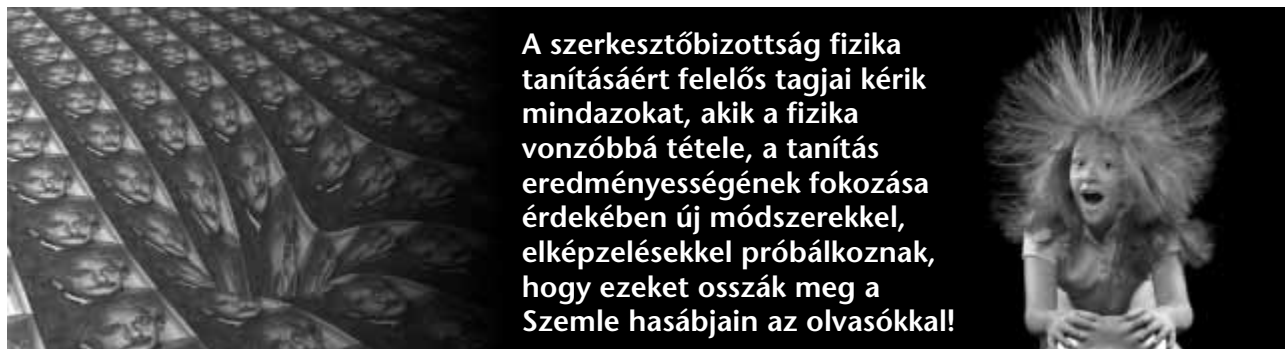 A szerkesztőbizottság fizika
tanításáért felelős tagjai kérik
mindazokat, akik a fizika
vonzóbbá tétele, a tanítás
eredményességének fokozása
érdekében új módszerekkel,
elképzelésekkel próbálkoznak,
hogy ezeket osszák meg a
Szemle hasábjain az olvasókkal!